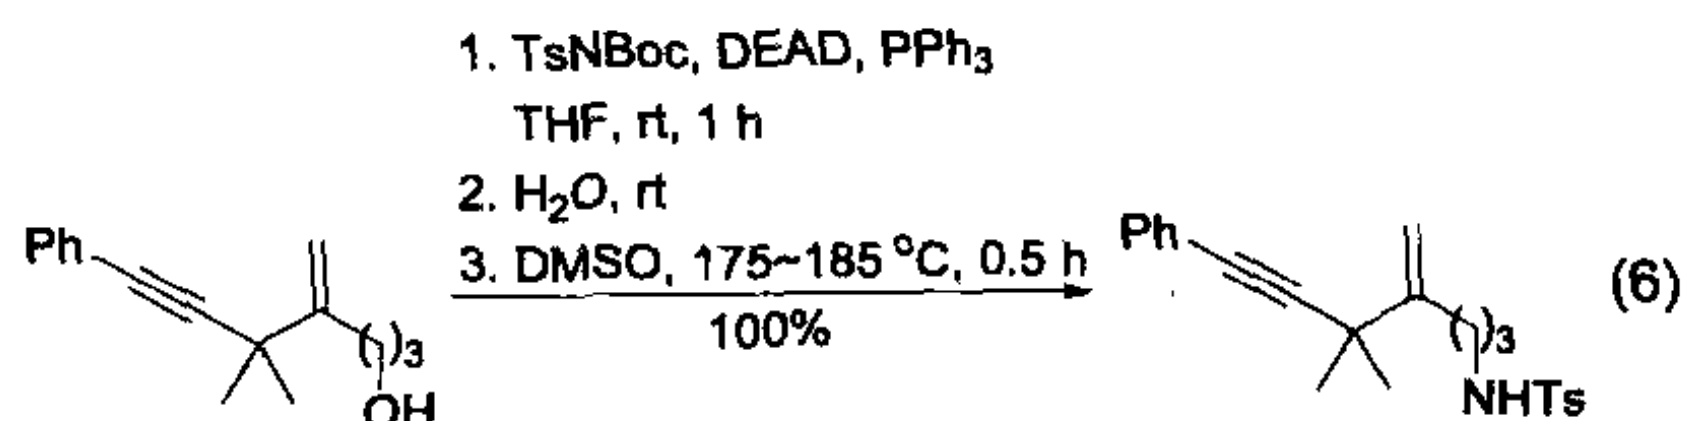 1. TsNBoc, DEAD, PPh₃
THF, rt, 1 h
2. H₂O, rt
3. DMSO, 175~185 °C, 0.5 h
100%
Ph
( )₃
OH
Ph
( )₃
NHTs
(6)